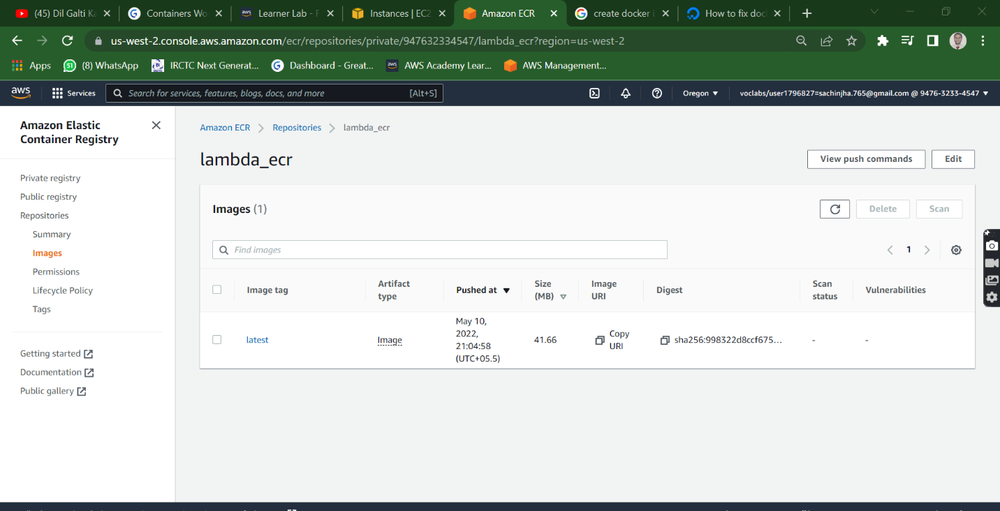 (45) Dil Galti Ka
Containers Wo
Learner Lab - F
Instances | EC2
Amazon ECR
create docker i
How to fix doc
us-west-2.console.aws.amazon.com/ecr/repositories/private/947632334547/lambda_ecr?region=us-west-2
Apps
(8) WhatsApp
IRCTC Next Generat...
Dashboard - Great...
AWS Academy Lear...
AWS Management...
aws
Services
Search for services, features, blogs, docs, and more
[Alt+S]
Oregon
voclabs/user1796827=sachinjha.765@gmail.com @ 9476-3233-4547
Amazon Elastic
Container Registry
Private registry
Public registry
Repositories
Summary
Images
Permissions
Lifecycle Policy
Tags
Getting started
Documentation
Public gallery
Amazon ECR
Repositories
lambda_ecr
lambda_ecr
View push commands
Edit
Images (1)
Delete
Scan
Find images
1
Image tag
Artifact
type
Pushed at
Size
(MB)
Image
URI
Digest
Scan
status
Vulnerabilities
latest
Image
May 10,
2022,
21:04:58
(UTC+05.5)
41.66
Copy
URI
sha256:998322d8ccf675...
-
-